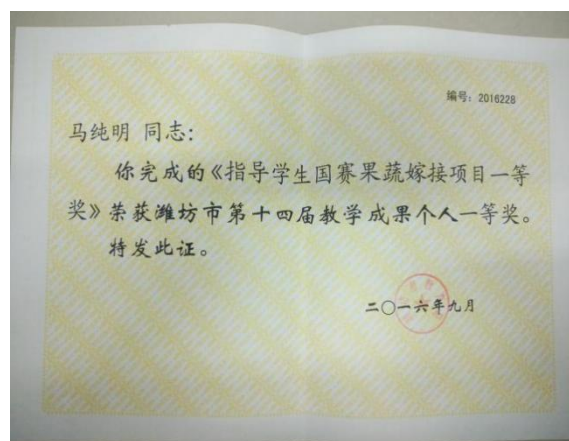 编号：2016228
马纯明 同志：
你完成的《指导学生国赛果蔬嫁接项目一等
奖》荣获潍坊市第十四届教学成果个人一等奖。
特发此证。
二〇一六年九月